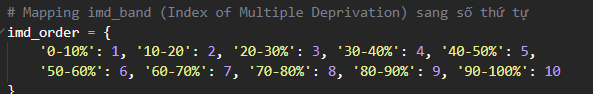 # Mapping imd_band (Index of Multiple Deprivation) sang số thứ tự
imd_order = {
    '0-10%': 1, '10-20': 2, '20-30%': 3, '30-40%': 4, '40-50%': 5,
    '50-60%': 6, '60-70%': 7, '70-80%': 8, '80-90%': 9, '90-100%': 10
}